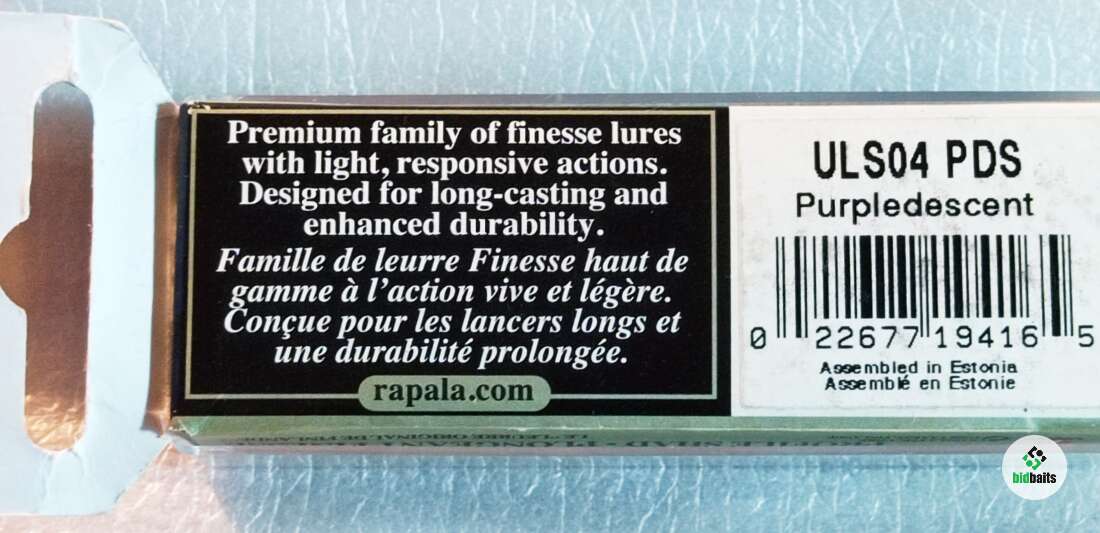 Premium family of finesse lures
with light, responsive actions.
Designed for long-casting and
enhanced durability.
Famille de leurre Finesse haut de
gamme à l'action vive et légère.
Conçue pour les lancers longs et
une durabilité prolongée.
rapala.com
ULS04 PDS
Purpledescent
0 22677 19416 5
Assembled in Estonia
Assemblé en Estonie
bidbaits